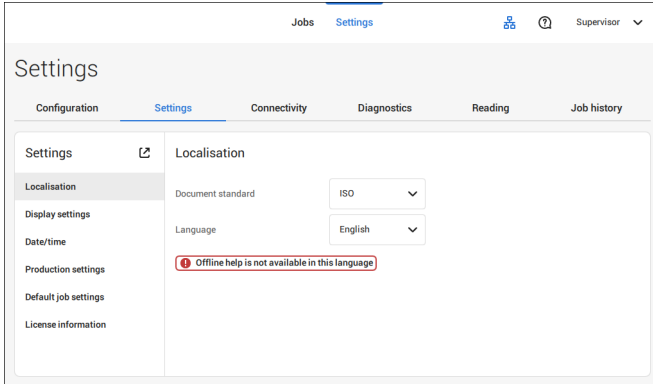 Jobs Settings Supervisor
Settings
Configuration Settings Connectivity Diagnostics Reading Job history
Settings
Localisation
Display settings
Date/time
Production settings
Default job settings
License information
Localisation
Document standard ISO
Language English
Offline help is not available in this language